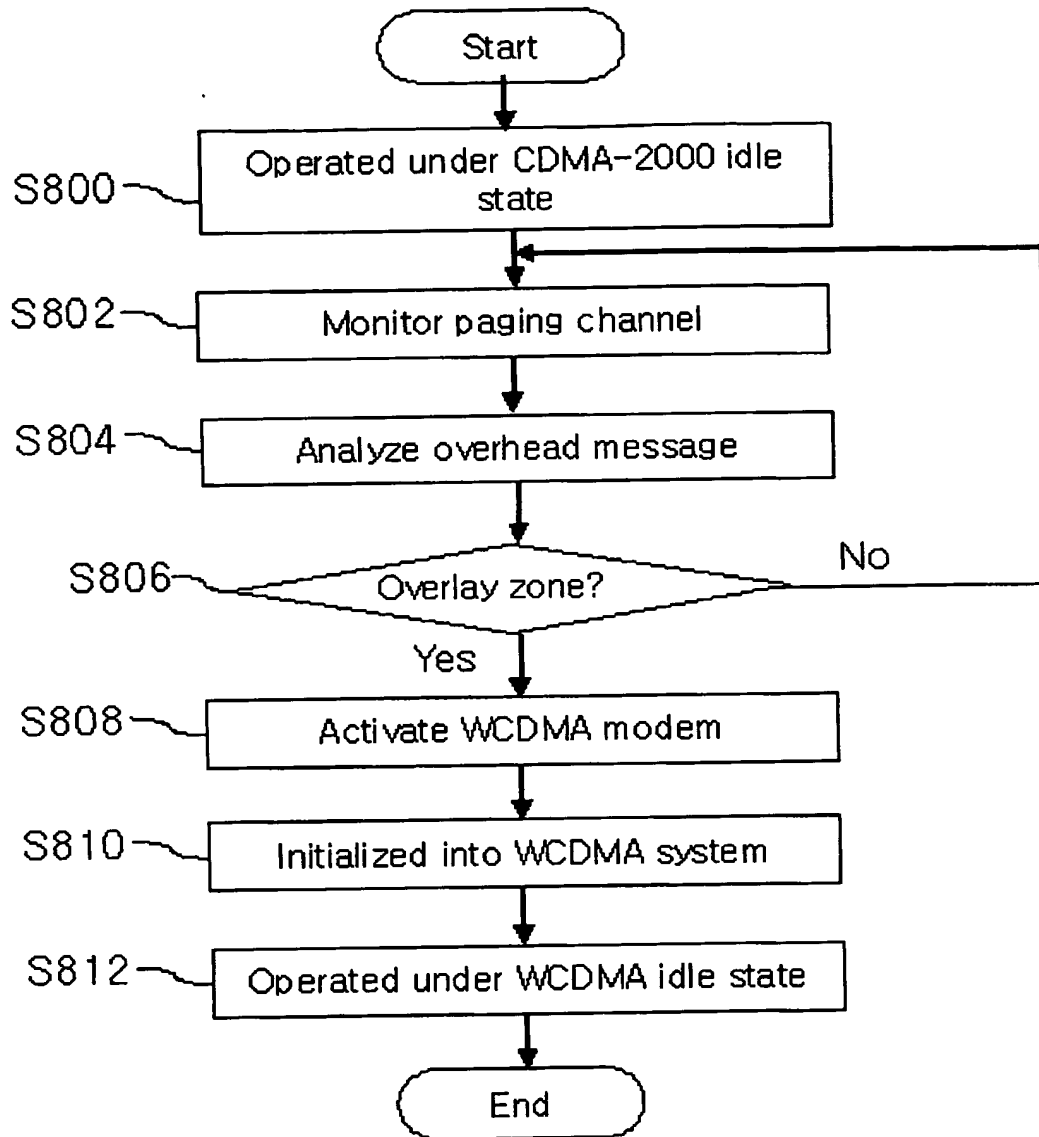 Start
S800
Operated under CDMA-2000 idle
state
S802
Monitor paging channel
S804
Analyze overhead message
S806
Overlay zone?
No
Yes
S808
Activate WCDMA modem
S810
Initialized into WCDMA system
S812
Operated under WCDMA idle state
End